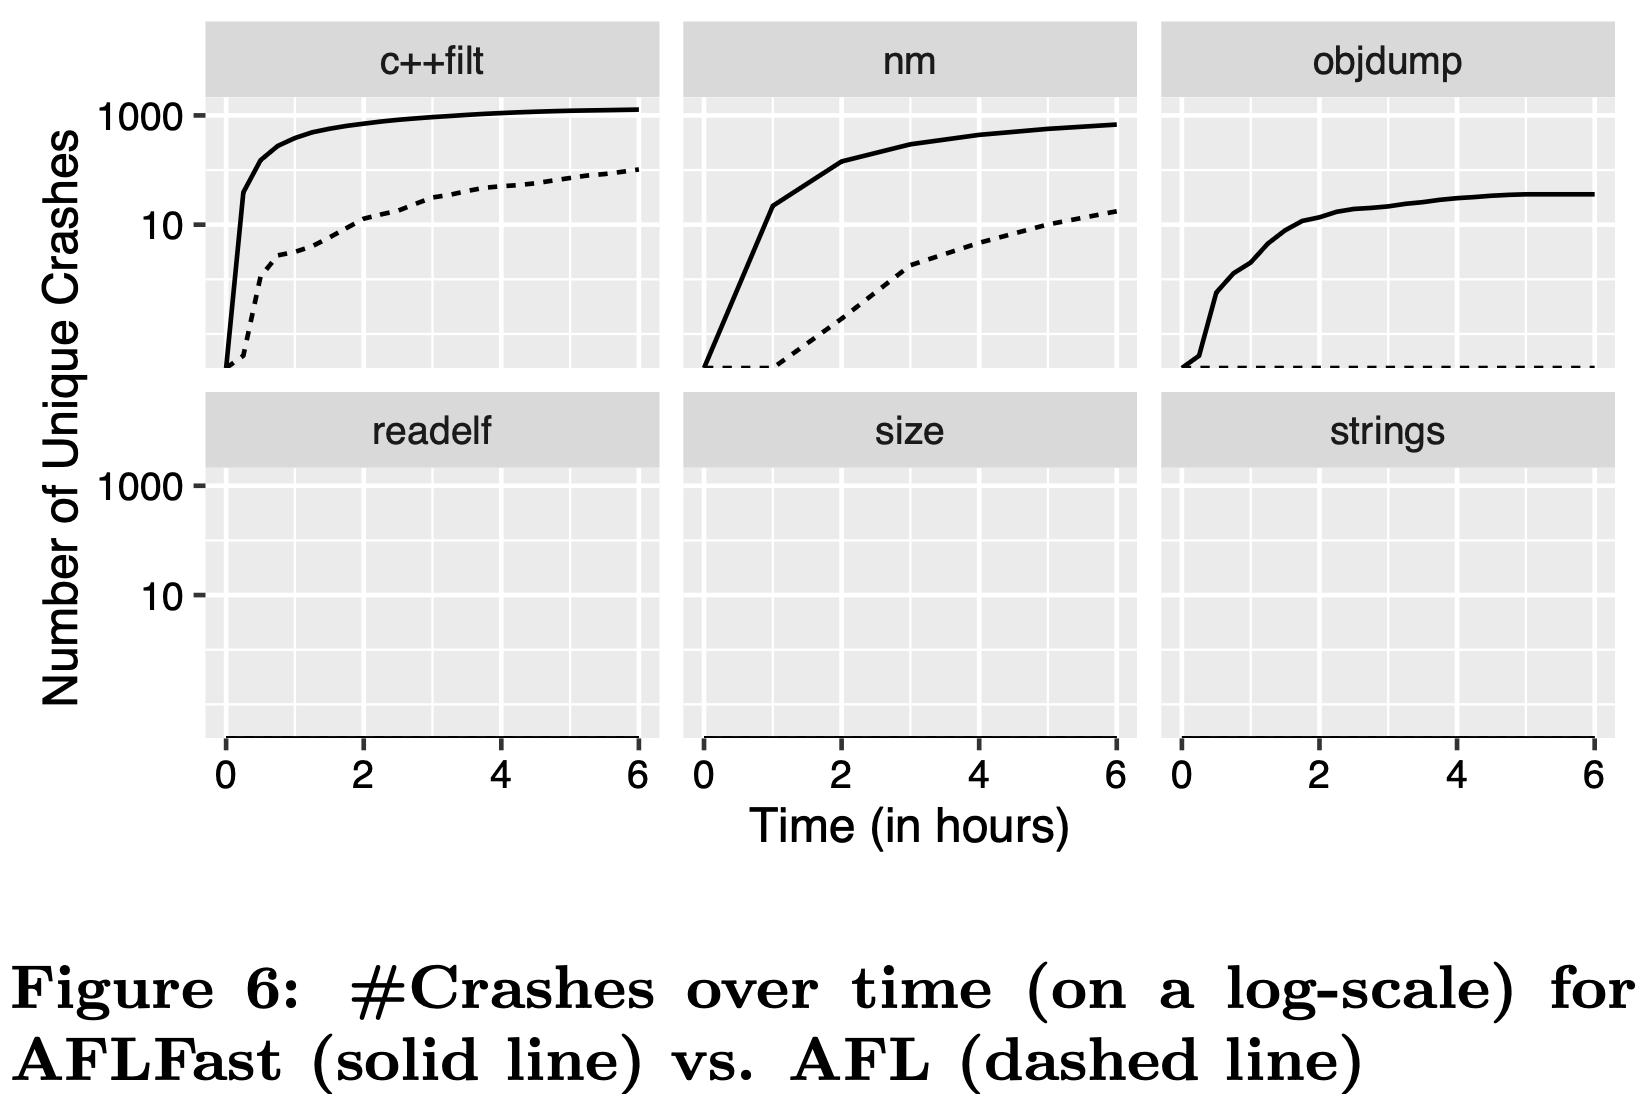 c++filt
nm
objdump
1000
10
readelf
size
strings
1000
10
Number of Unique Crashes
0 2 4 6
0 2 4 6
0 2 4 6
Time (in hours)
Figure 6: #Crashes over time (on a log-scale) for
AFLFast (solid line) vs. AFL (dashed line)